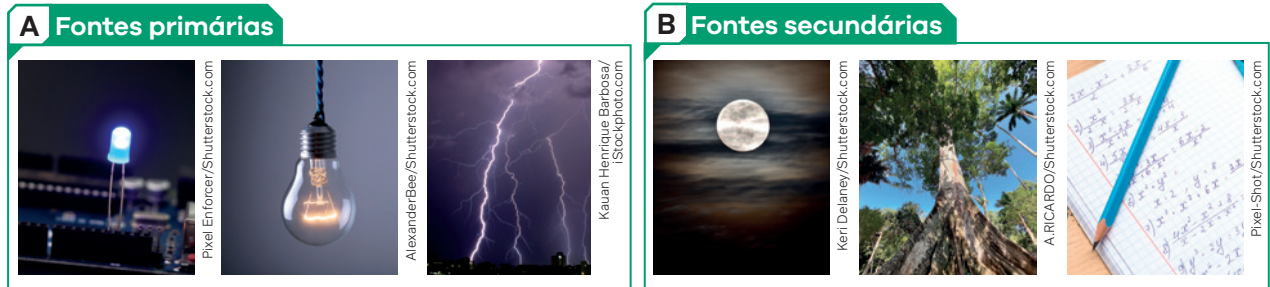 A Fontes primárias
Pixel Enforcer/Shutterstock.com
AlexanderBee/Shutterstock.com
Kauan Henrique Barbosa/
iStockphoto.com
B Fontes secundárias
Keri Delaney/Shutterstock.com
A.RICARDO/Shutterstock.com
Pixel-Shot/Shutterstock.com